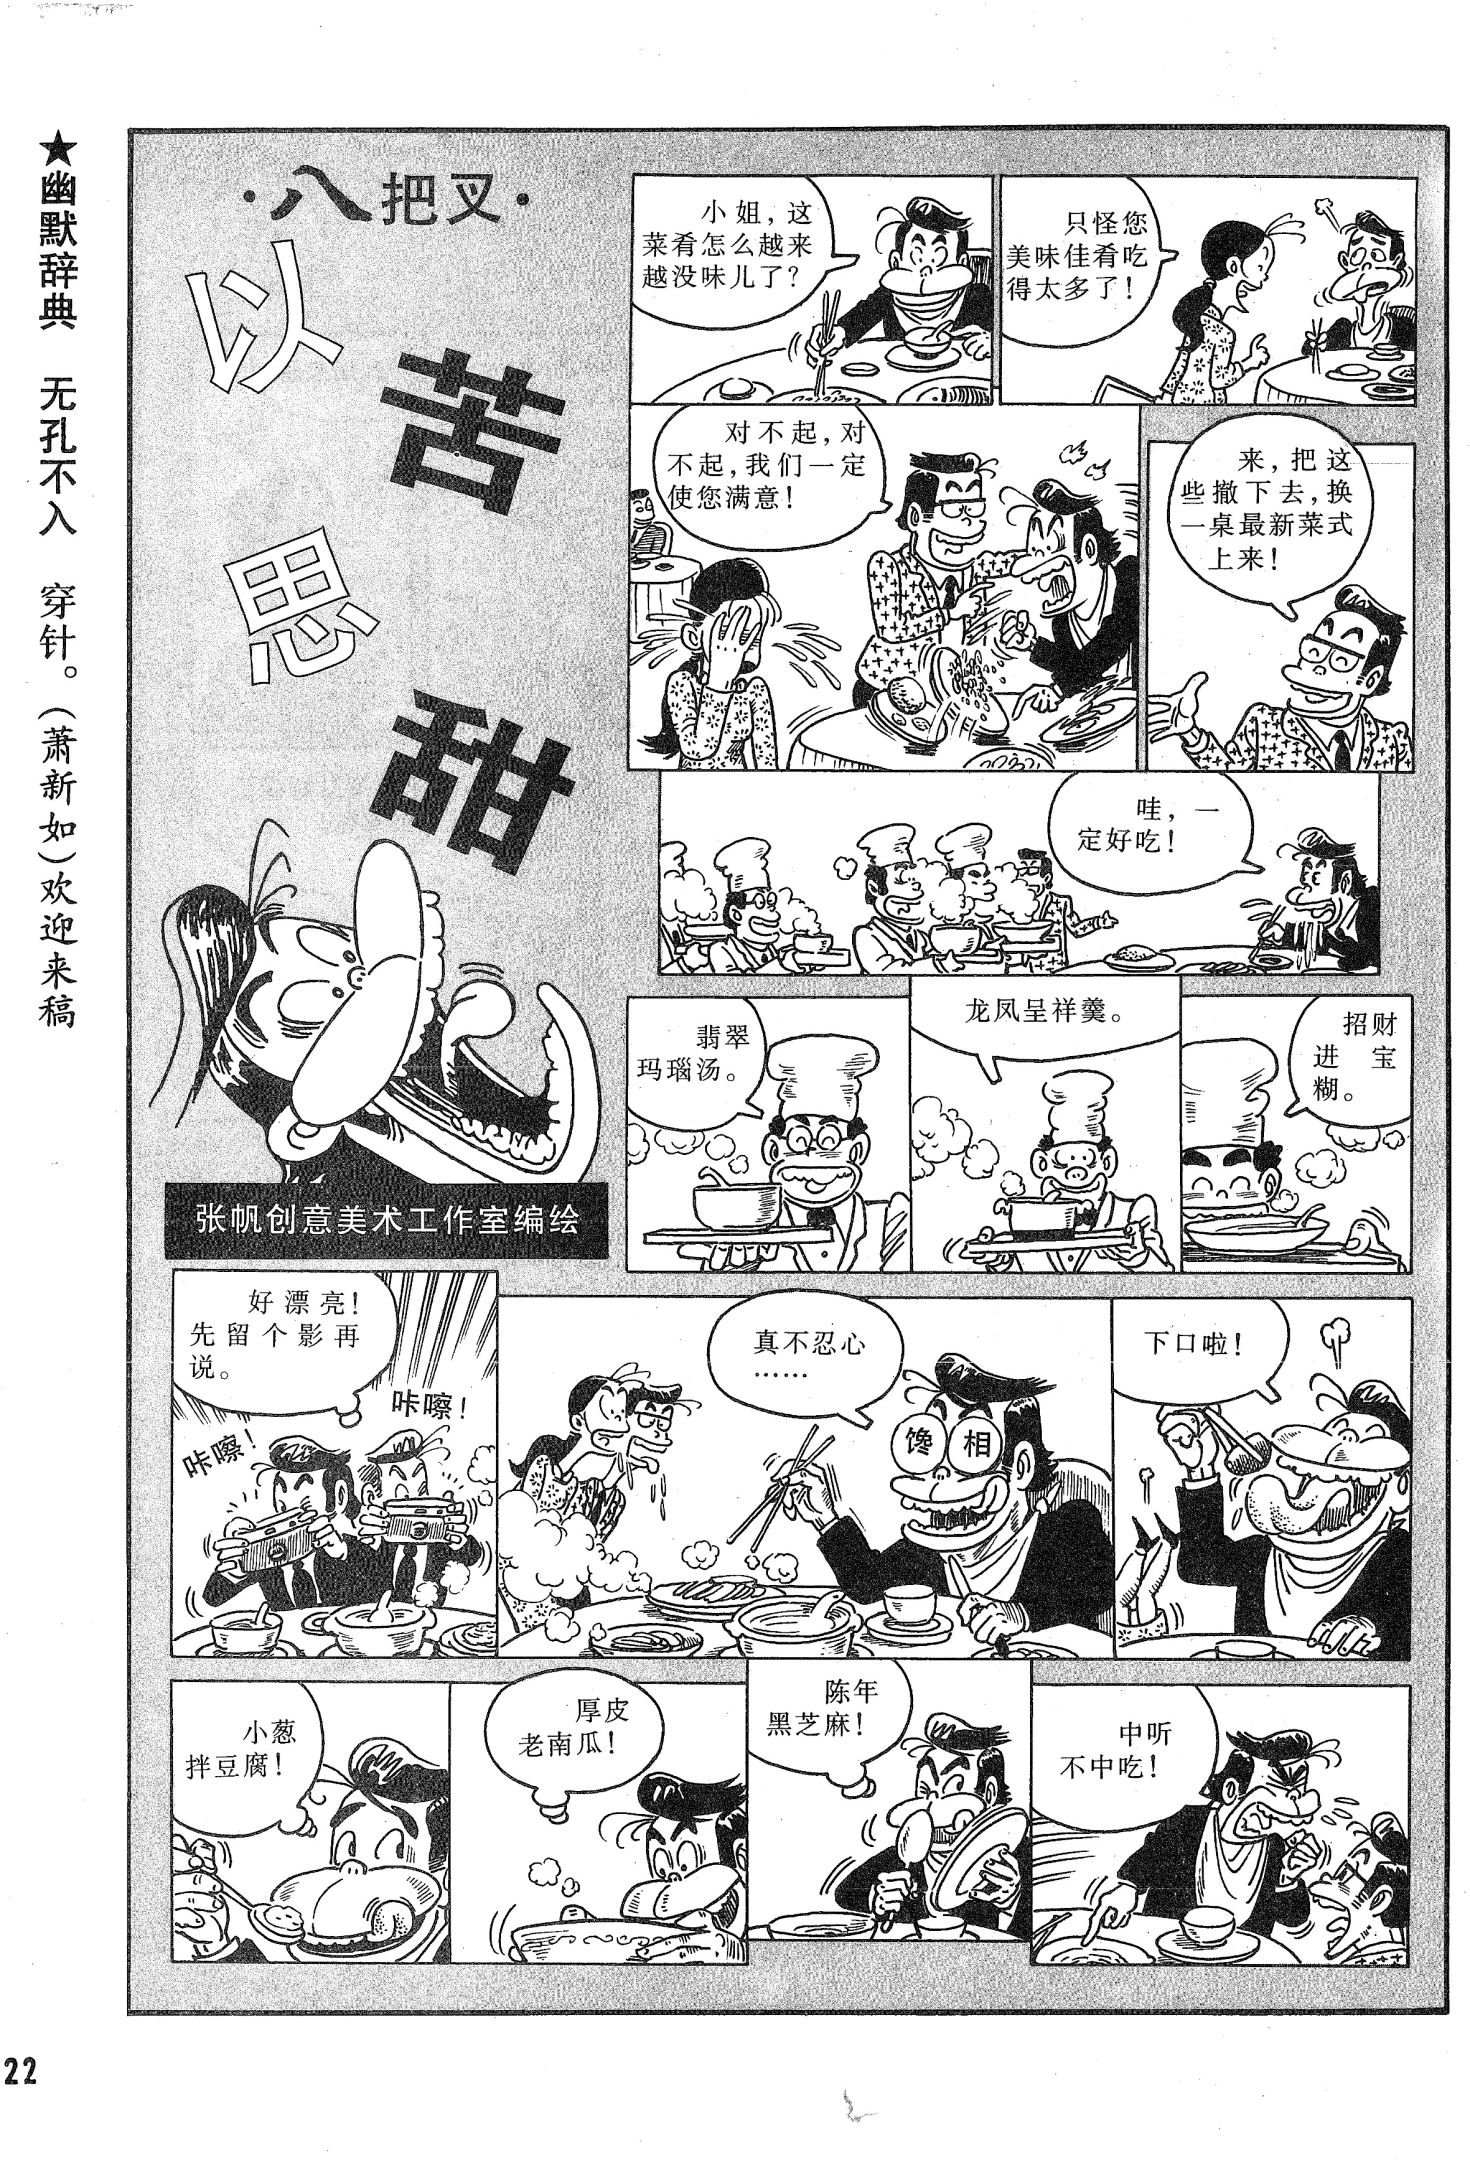 ★幽默辞典　无孔不入　穿针。（萧新如）欢迎来稿
·八把叉·
以苦思甜
张帆创意美术工作室编绘
小姐，这
菜肴怎么越来
越没味儿了？
只怪您
美味佳肴吃
得太多了！
对不起，对
不起，我们一定
使您满意！
来，把这
些撤下去，换
一桌最新菜式
上来！
哇，一
定好吃！
翡翠
玛瑙汤。
龙凤呈祥羹。
招财
进宝
糊。
好漂亮！
先留个影再
说。
咔嚓！
咔嚓！
真不忍心
……
馋相
下口啦！
小葱
拌豆腐！
厚皮
老南瓜！
陈年
黑芝麻！
中听
不中吃！
22